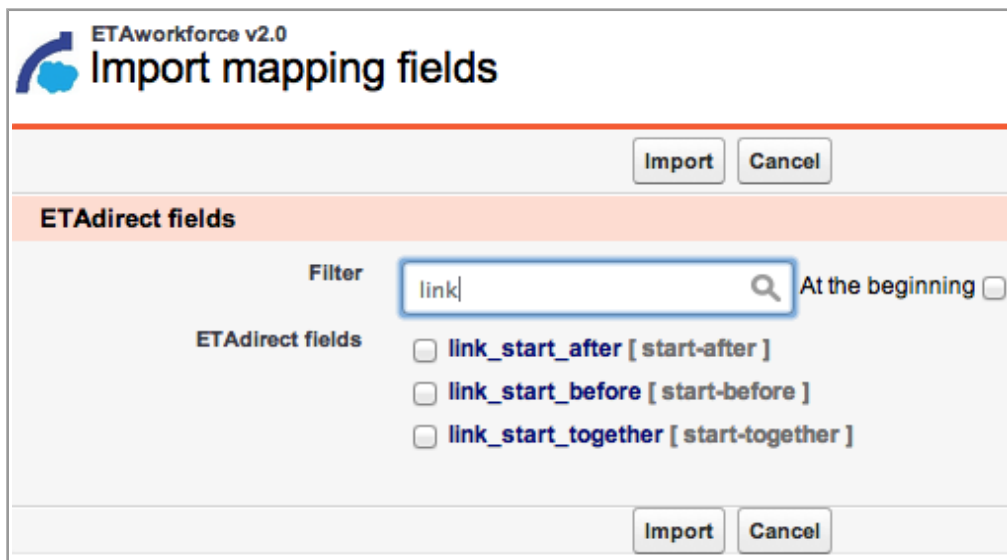 ETAworkforce v2.0
Import mapping fields
Import Cancel
ETAdirect fields
Filter link At the beginning
ETAdirect fields link_start_after [ start-after ]
link_start_before [ start-before ]
link_start_together [ start-together ]
Import Cancel